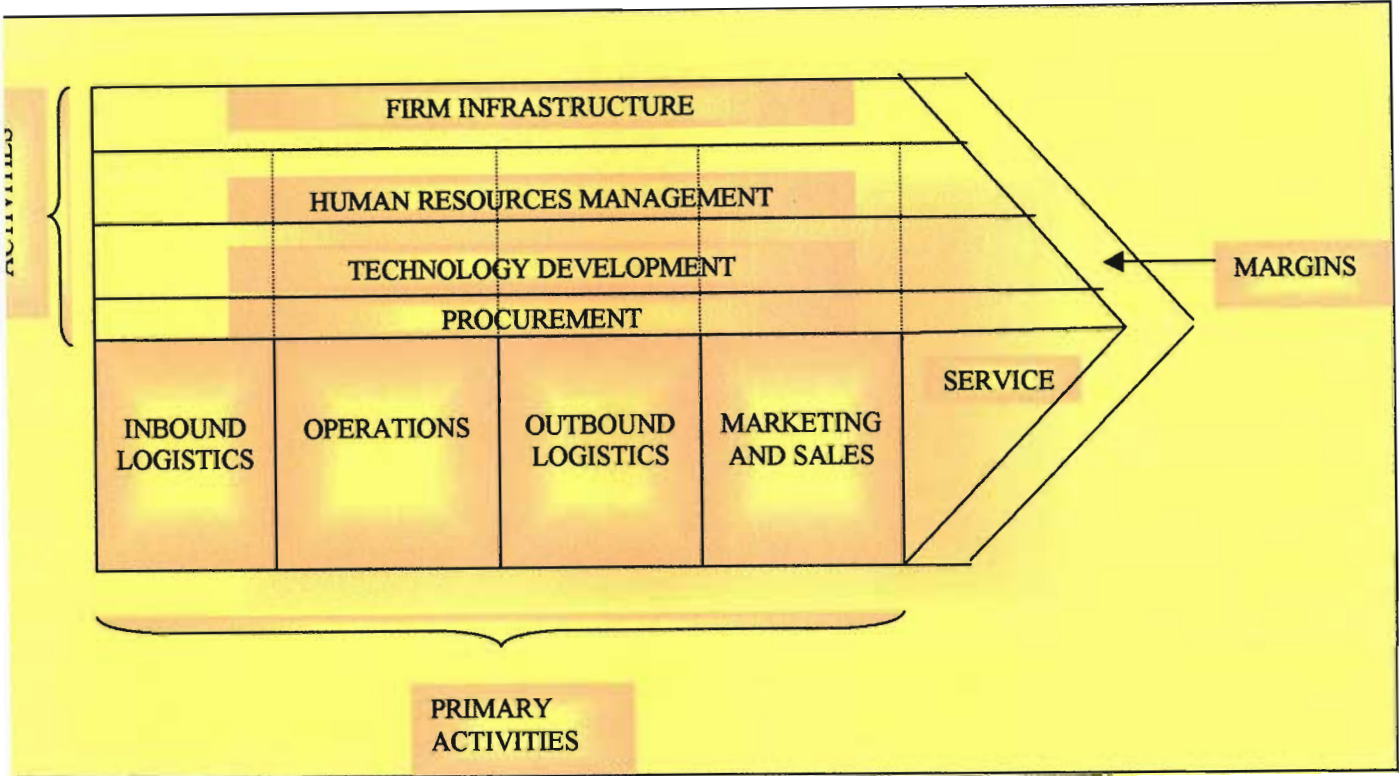 FIRM INFRASTRUCTURE
HUMAN RESOURCES MANAGEMENT
TECHNOLOGY DEVELOPMENT
PROCUREMENT
ACTIVITIES
MARGINS
INBOUND
LOGISTICS
OPERATIONS
OUTBOUND
LOGISTICS
MARKETING
AND SALES
SERVICE
PRIMARY
ACTIVITIES